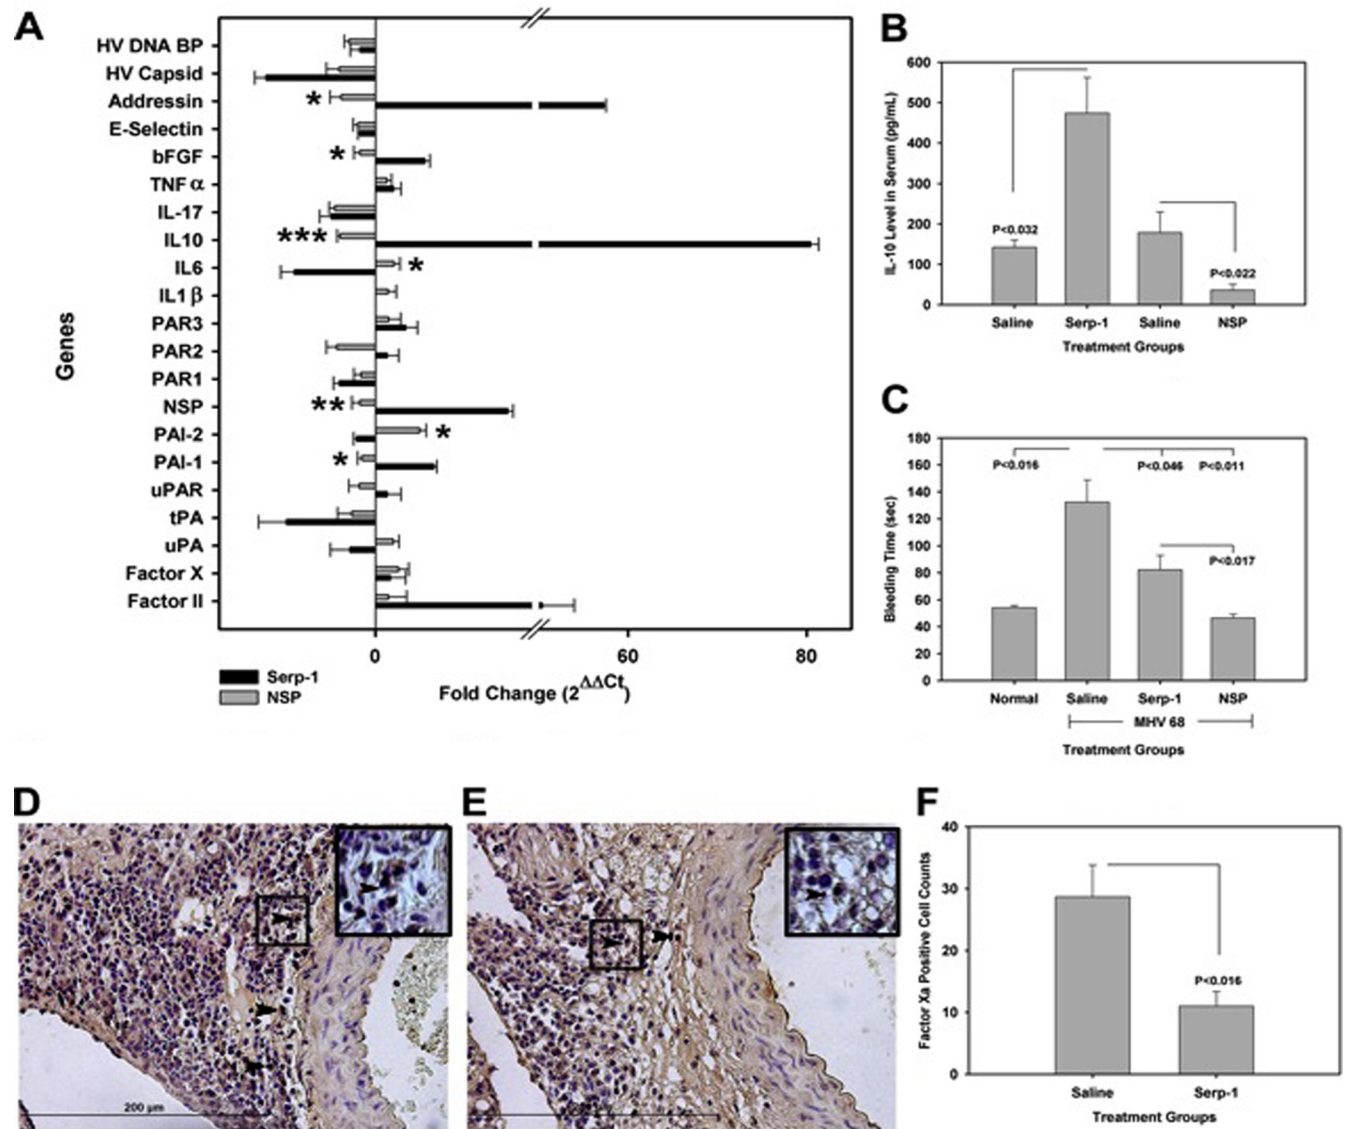 A
HV DNA BP
HV Capsid
Addressin
*
E-Selectin
bFGF
*
TNF α
IL-17
IL10
***
IL6
*
IL1 β
PAR3
PAR2
PAR1
NSP
**
PAI-2
*
PAI-1
*
uPAR
tPA
uPA
Factor X
Factor II
Genes
0
60
80
Serp-1
NSP
Fold Change (2ΔΔCt)
B
600
500
400
300
200
100
0
IL-10 Level in Serum (pg/mL)
P<0.032
P<0.022
Saline
Serp-1
Saline
NSP
Treatment Groups
C
180
160
140
120
100
80
60
40
20
0
Bleeding Time (sec)
P<0.016
P<0.046
P<0.011
P<0.017
Normal
Saline
Serp-1
NSP
MHV 68
Treatment Groups
D
200 µm
E
F
40
30
20
10
0
Factor Xa Positive Cell Counts
P<0.016
Saline
Serp-1
Treatment Groups